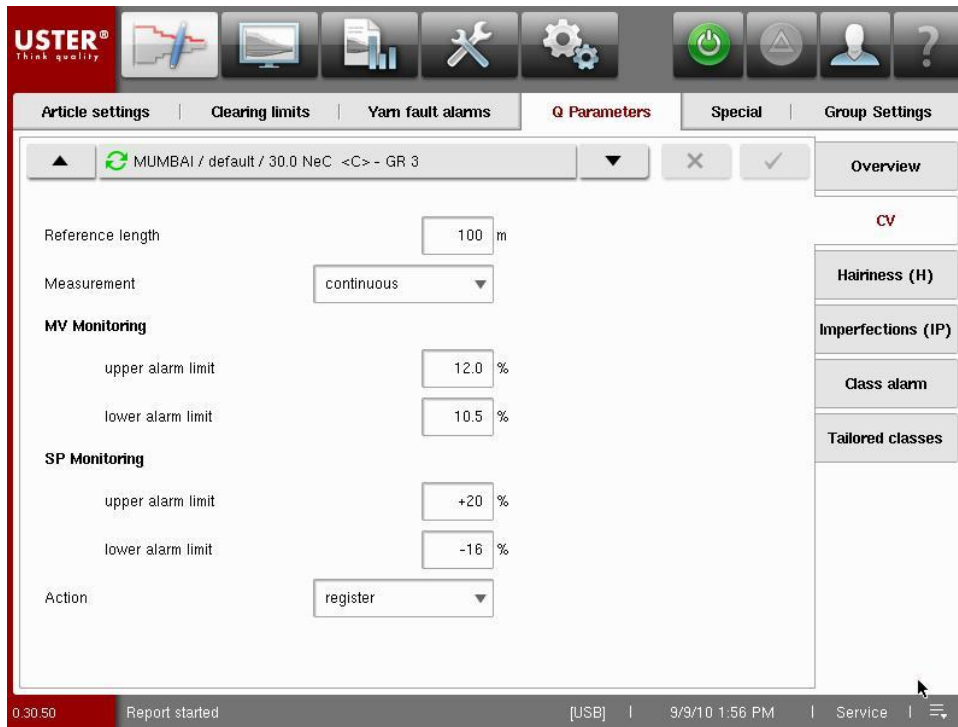 USTER®
Think quality
?
Article settings | Clearing limits | Yarn fault alarms Q Parameters Special | Group Settings
MUMBAI / default / 30.0 NeC <C> - GR 3
Overview
CV
Hairiness (H)
Imperfections (IP)
Class alarm
Tailored classes
Reference length 100 m
Measurement continuous
MV Monitoring
upper alarm limit 12.0 %
lower alarm limit 10.5 %
SP Monitoring
upper alarm limit +20 %
lower alarm limit -16 %
Action register
0.30.50 Report started [USB] | 9/9/10 1:56 PM | Service |